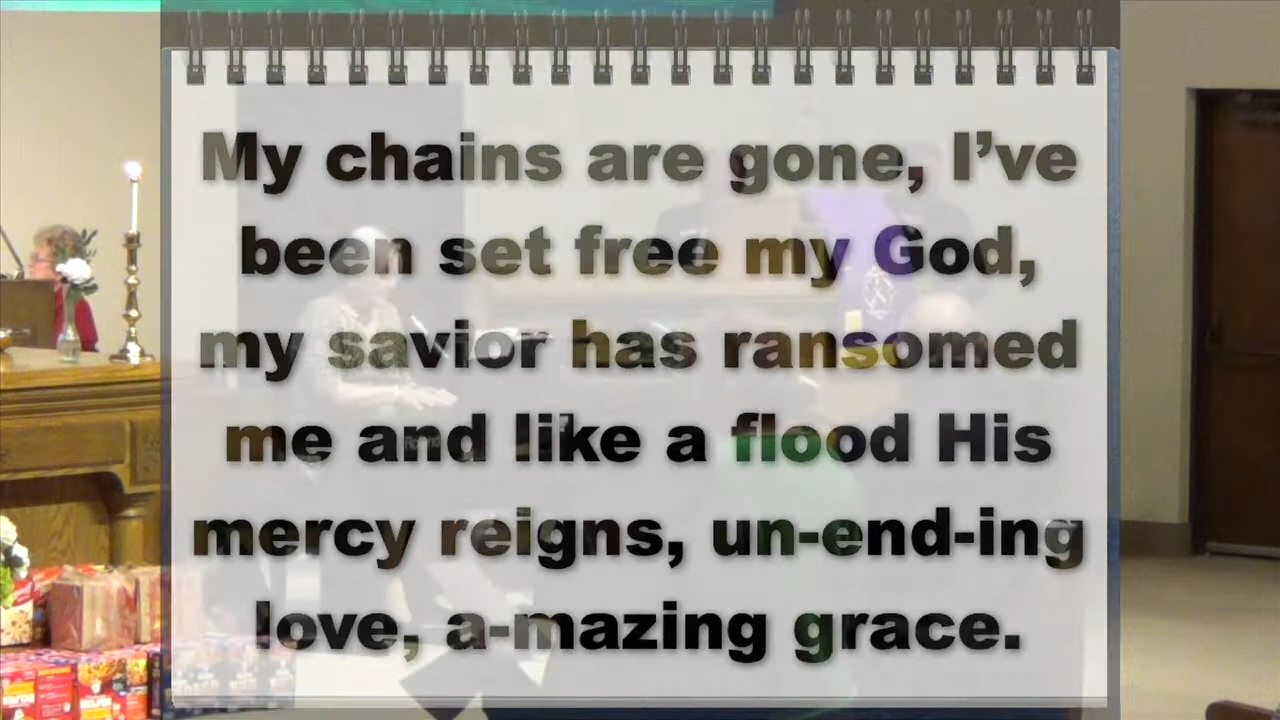 My chains are gone, I’ve
been set free my God,
my savior has ransomed
me and like a flood His
mercy reigns, un-end-ing
love, a-mazing grace.